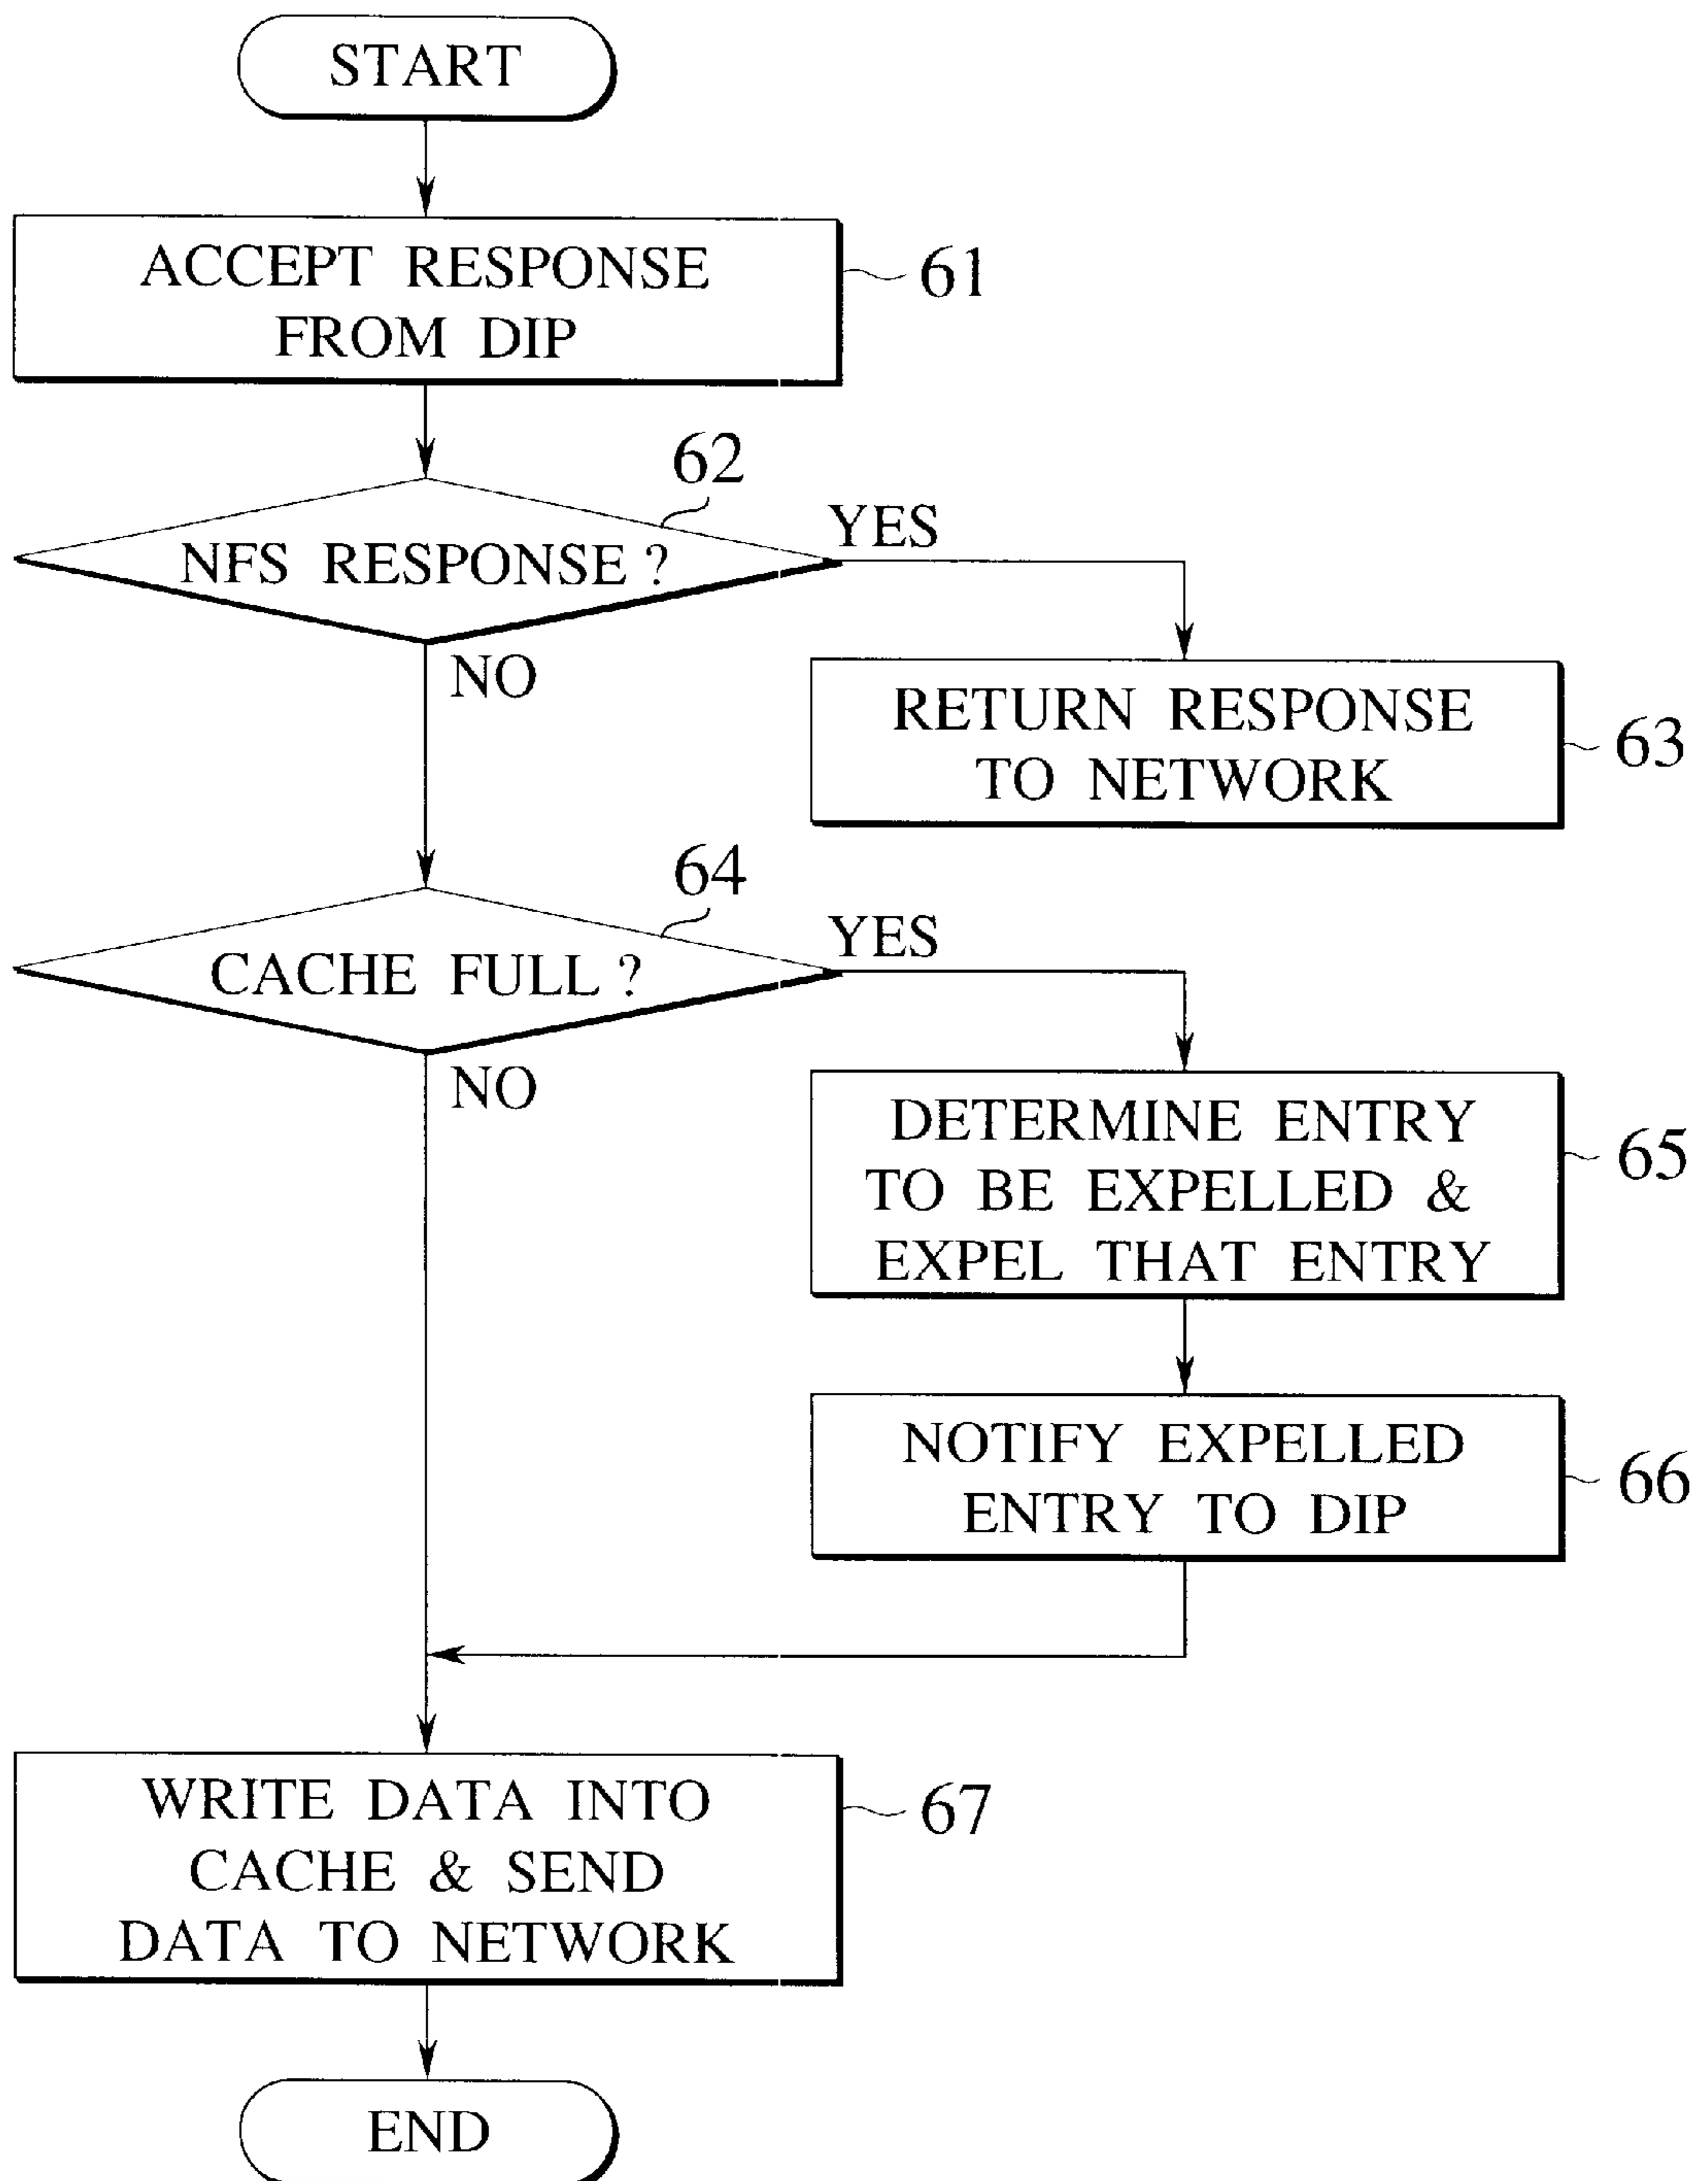 START
ACCEPT RESPONSE
FROM DIP
61
62
NFS RESPONSE ?
YES
NO
RETURN RESPONSE
TO NETWORK
63
64
CACHE FULL ?
YES
NO
DETERMINE ENTRY
TO BE EXPELLED &
EXPEL THAT ENTRY
65
NOTIFY EXPELLED
ENTRY TO DIP
66
WRITE DATA INTO
CACHE & SEND
DATA TO NETWORK
67
END